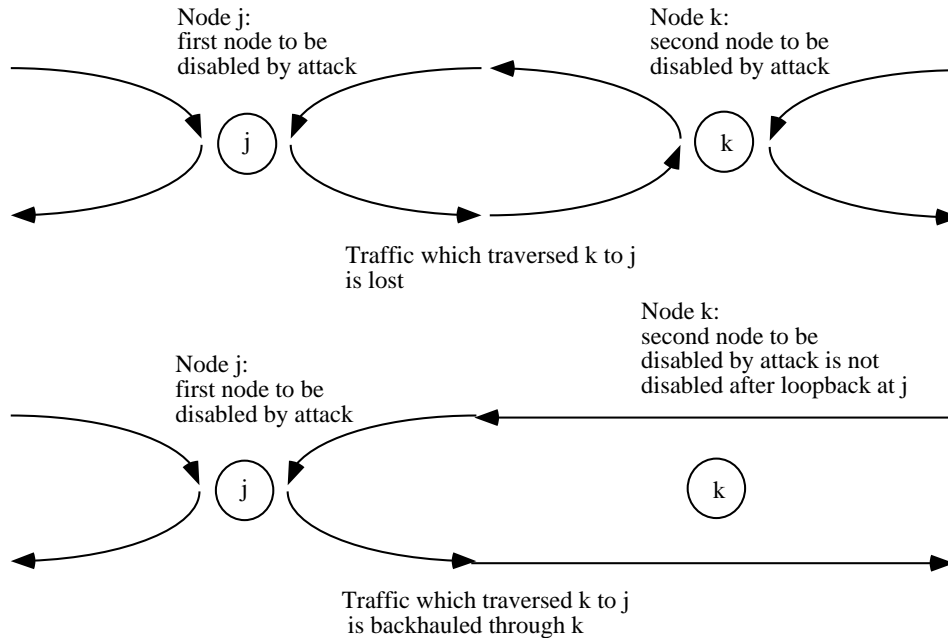 Node j:
first node to be
disabled by attack
Node k:
second node to be
disabled by attack
j
k
Traffic which traversed k to j
is lost
Node k:
second node to be
disabled by attack is not
disabled after loopback at j
Node j:
first node to be
disabled by attack
j
k
Traffic which traversed k to j
is backhauled through k